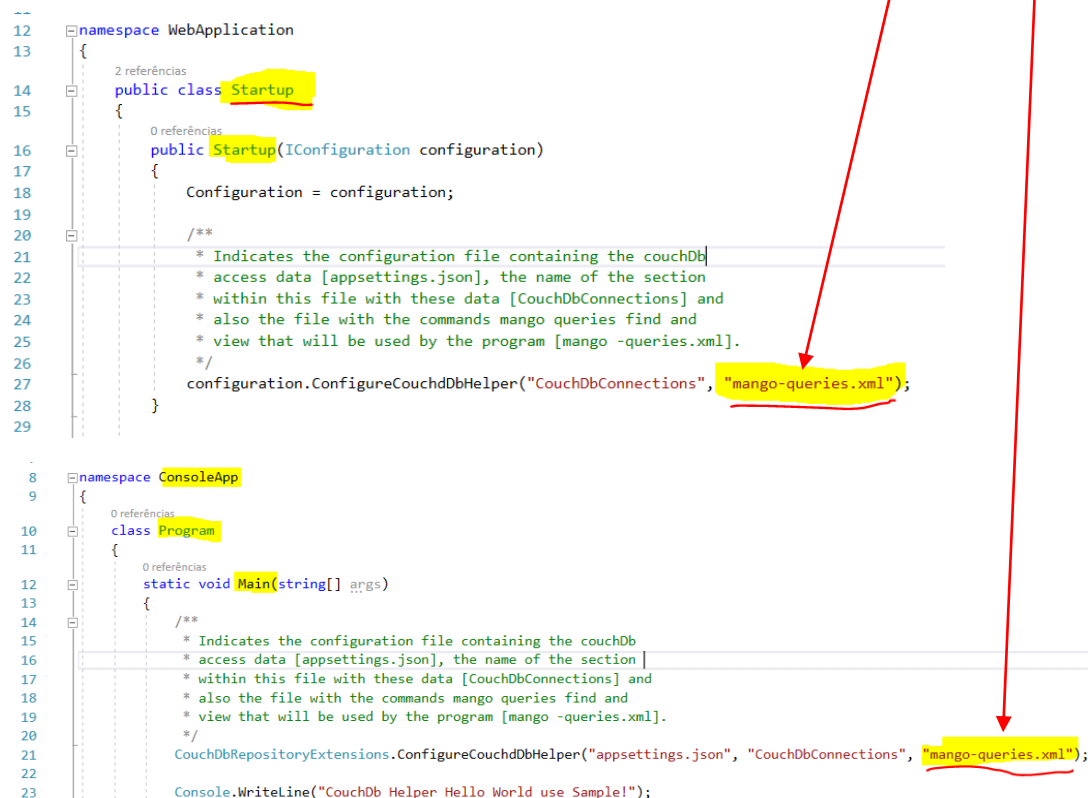 12 namespace WebApplication
13 {
2 referências
14 public class Startup
15 {
0 referências
16 public Startup(IConfiguration configuration)
17 {
18 Configuration = configuration;
19
20 /**
21 * Indicates the configuration file containing the couchDb
22 * access data [appsettings.json], the name of the section
23 * within this file with these data [CouchDbConnections] and
24 * also the file with the commands mango queries find and
25 * view that will be used by the program [mango -queries.xml].
26 */
27 configuration.ConfigureCouchdDbHelper("CouchDbConnections", "mango-queries.xml");
28 }
29
8 namespace ConsoleApp
9 {
0 referências
10 class Program
11 {
0 referências
12 static void Main(string[] args)
13 {
14 /**
15 * Indicates the configuration file containing the couchDb
16 * access data [appsettings.json], the name of the section
17 * within this file with these data [CouchDbConnections] and
18 * also the file with the commands mango queries find and
19 * view that will be used by the program [mango -queries.xml].
20 */
21 CouchDbRepositoryExtensions.ConfigureCouchdDbHelper("appsettings.json", "CouchDbConnections", "mango-queries.xml");
22
23 Console.WriteLine("CouchDb Helper Hello World use Sample!");